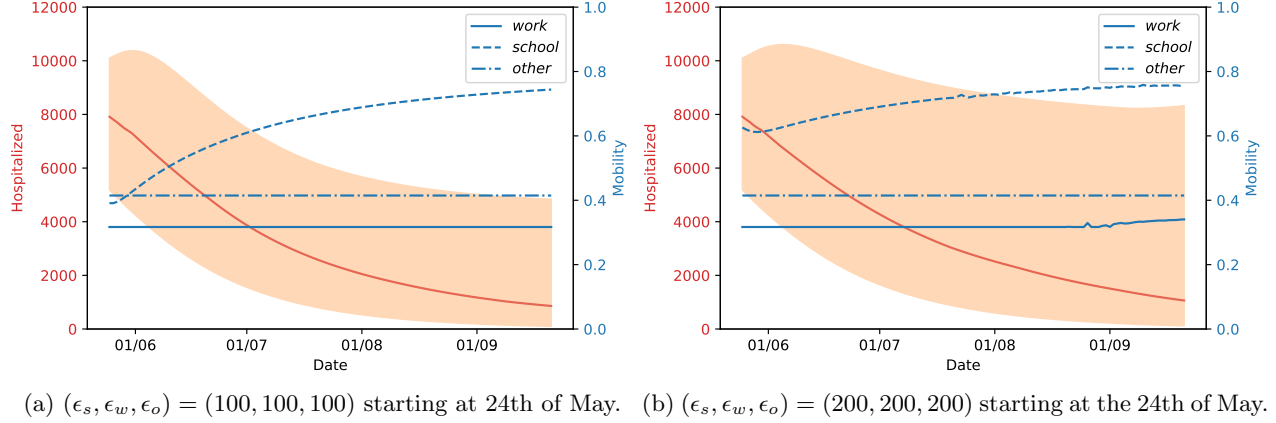 12000
10000
8000
6000
4000
2000
0
Hospitalized
1.0
0.8
0.6
0.4
0.2
0.0
Mobility
work
school
other
01/06 01/07 01/08 01/09
Date
(a) (ϵs, ϵw, ϵo) = (100, 100, 100) starting at 24th of May.
12000
10000
8000
6000
4000
2000
0
Hospitalized
1.0
0.8
0.6
0.4
0.2
0.0
Mobility
work
school
other
01/06 01/07 01/08 01/09
Date
(b) (ϵs, ϵw, ϵo) = (200, 200, 200) starting at the 24th of May.